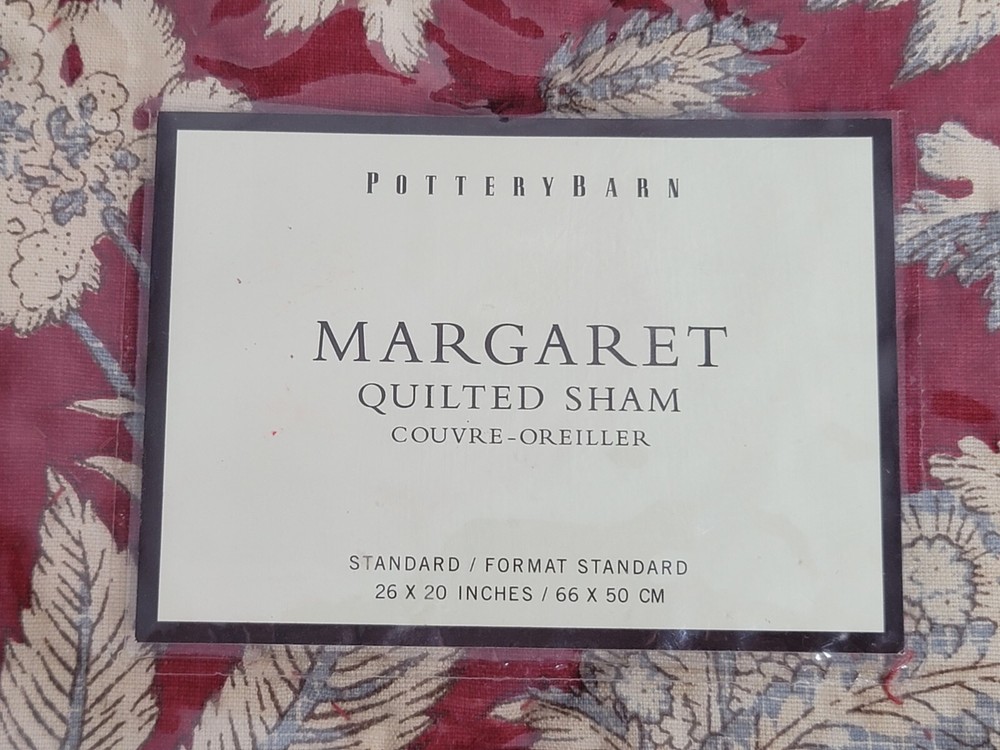 POTTERYBARN
MARGARET
QUILTED SHAM
COUVRE-OREILLER
STANDARD / FORMAT STANDARD
26 X 20 INCHES / 66 X 50 CM